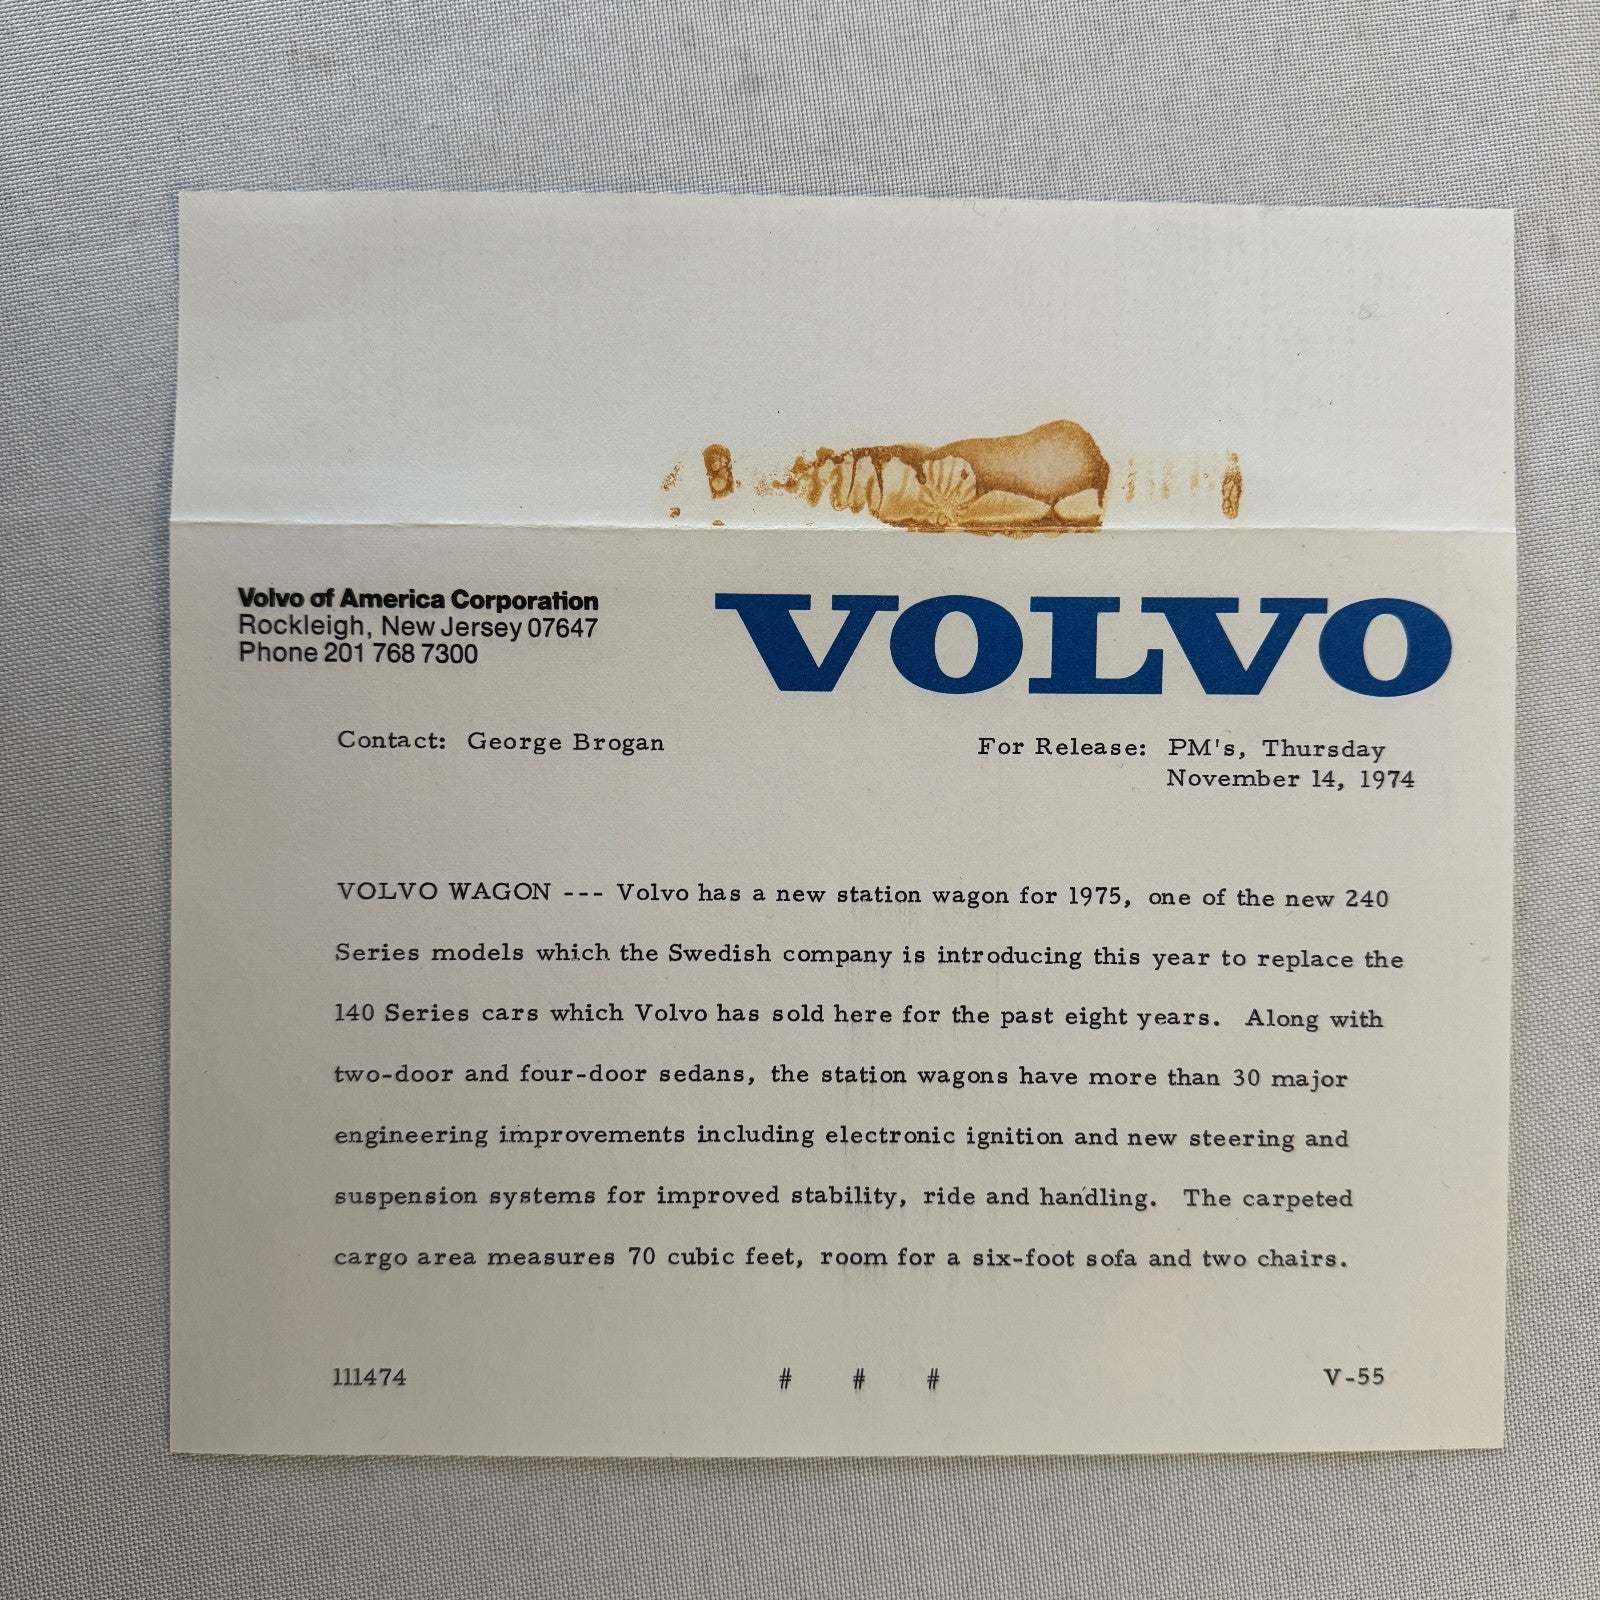 Volvo of America Corporation
Rockleigh, New Jersey 07647
Phone 201 768 7300
VOLVO
Contact: George Brogan
For Release: PM's, Thursday
November 14, 1974
VOLVO WAGON --- Volvo has a new station wagon for 1975, one of the new 240
Series models which the Swedish company is introducing this year to replace the
140 Series cars which Volvo has sold here for the past eight years. Along with
two-door and four-door sedans, the station wagons have more than 30 major
engineering improvements including electronic ignition and new steering and
suspension systems for improved stability, ride and handling. The carpeted
cargo area measures 70 cubic feet, room for a six-foot sofa and two chairs.
111474 # # # V-55